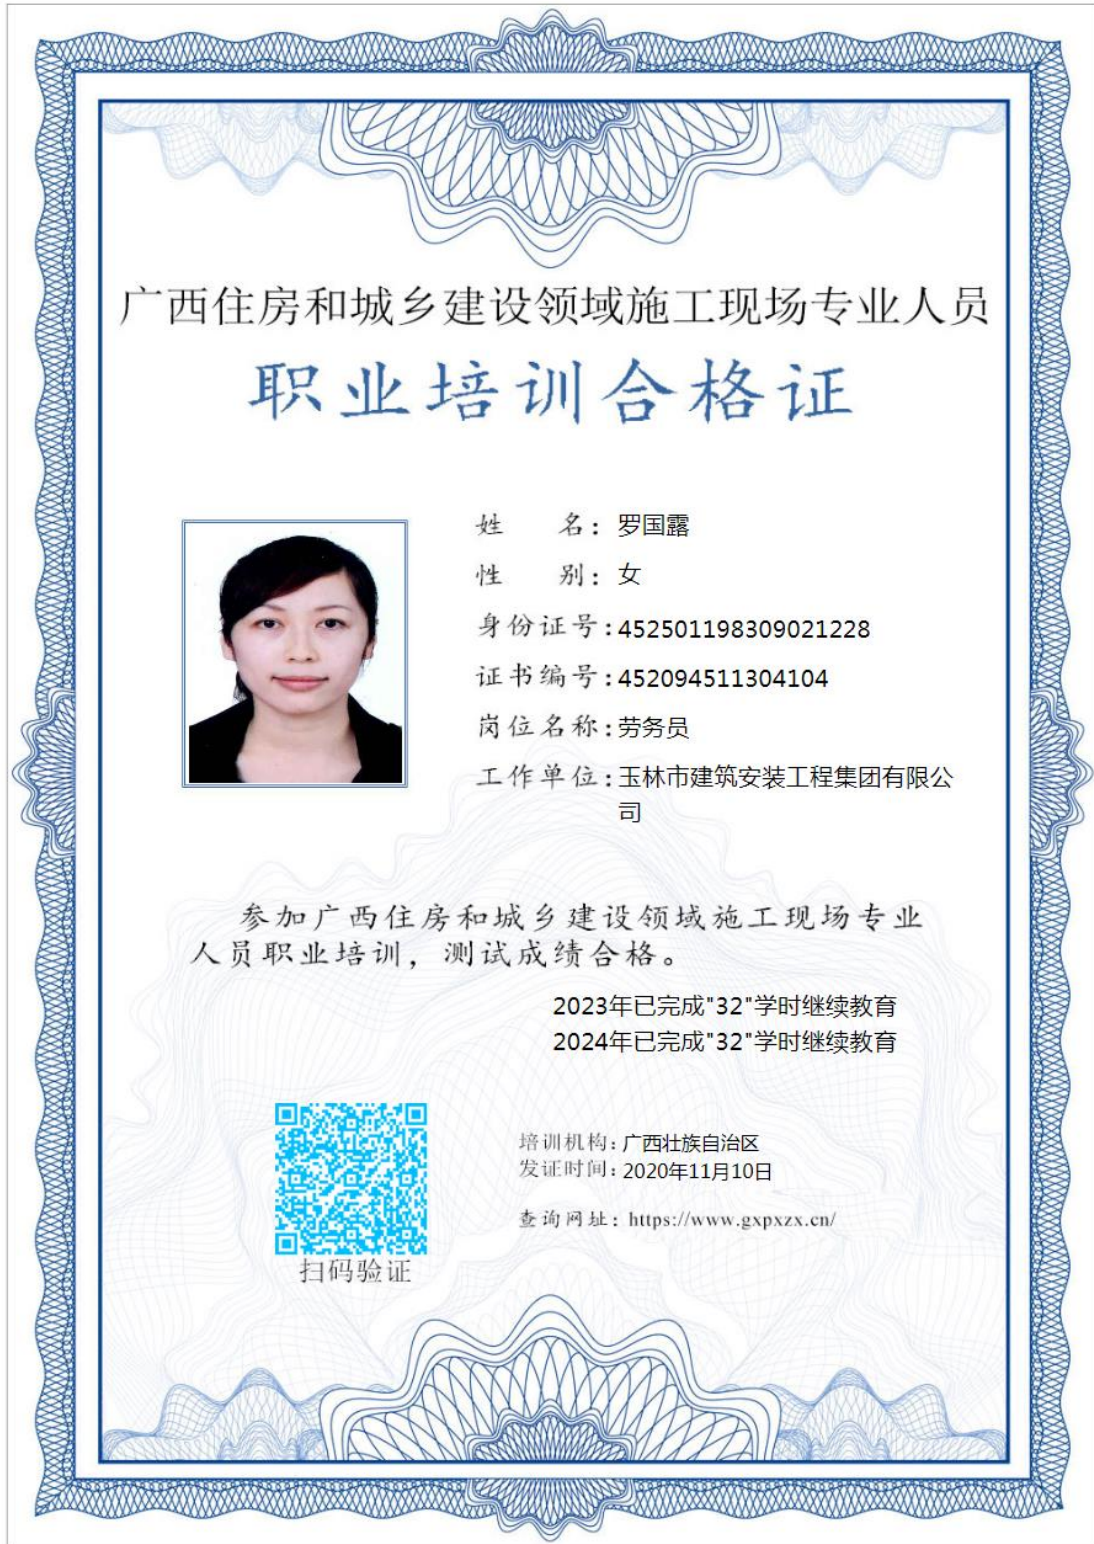 广西住房和城乡建设领域施工现场专业人员
职业培训合格证
姓 名：罗国露
性 别：女
身份证号：452501198309021228
证书编号：452094511304104
岗位名称：劳务员
工作单位：玉林市建筑安装工程集团有限公
司
参加广西住房和城乡建设领域施工现场专业
人员职业培训，测试成绩合格。
2023年已完成"32"学时继续教育
2024年已完成"32"学时继续教育
培训机构：广西壮族自治区
发证时间：2020年11月10日
查询网址：https://www.gxpxzx.cn/
扫码验证